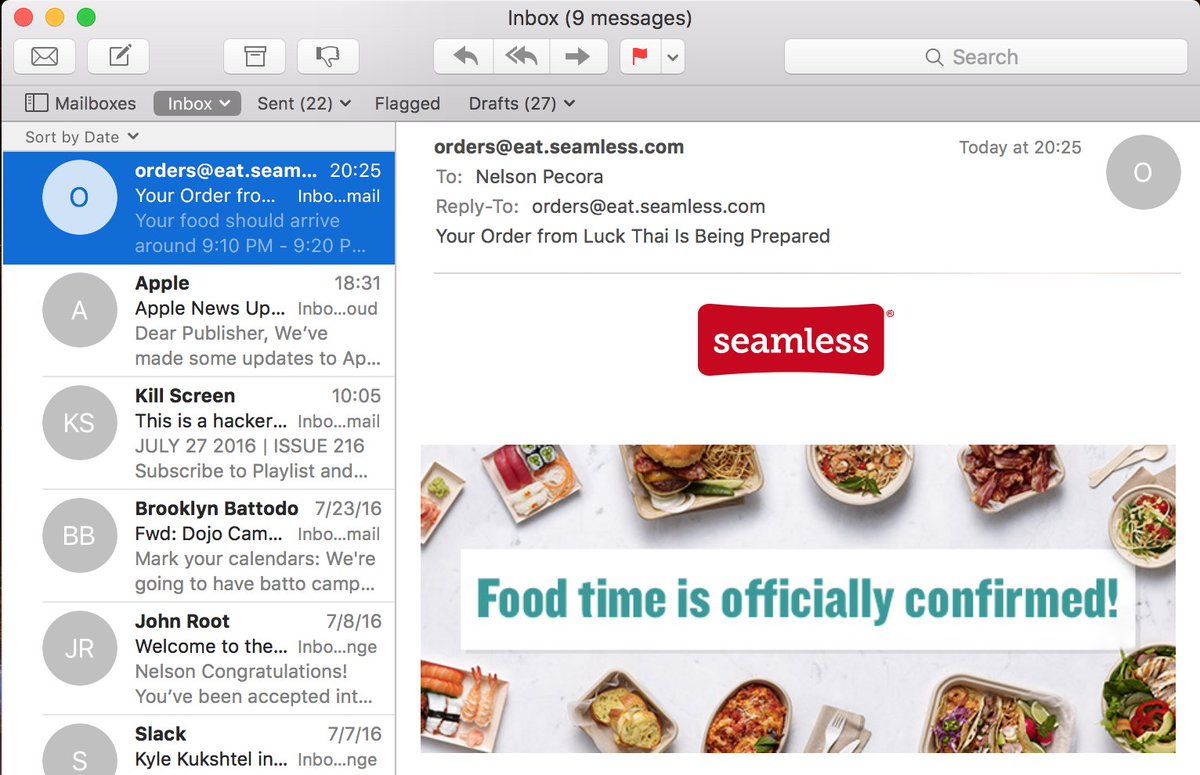 Inbox (9 messages)
Search
Mailboxes
Inbox
Sent (22)
Flagged
Drafts (27)
Sort by Date
orders@eat.seam... 20:25
Your Order fro... Inbo...mail
Your food should arrive
around 9:10 PM - 9:20 P...
O
Apple 18:31
Apple News Up... Inbo...oud
Dear Publisher, We've
made some updates to Ap...
A
Kill Screen 10:05
This is a hacker... Inbo...mail
JULY 27 2016 | ISSUE 216
Subscribe to Playlist and...
KS
Brooklyn Battodo 7/23/16
Fwd: Dojo Cam... Inbo...mail
Mark your calendars: We're
going to have batto camp...
BB
John Root 7/8/16
Welcome to the... Inbo...nge
Nelson Congratulations!
You've been accepted int...
JR
Slack 7/7/16
Kyle Kukshtel in... Inbo...nge
S
orders@eat.seamless.com
Today at 20:25
O
To: Nelson Pecora
Reply-To: orders@eat.seamless.com
Your Order from Luck Thai Is Being Prepared
seamless®
Food time is officially confirmed!